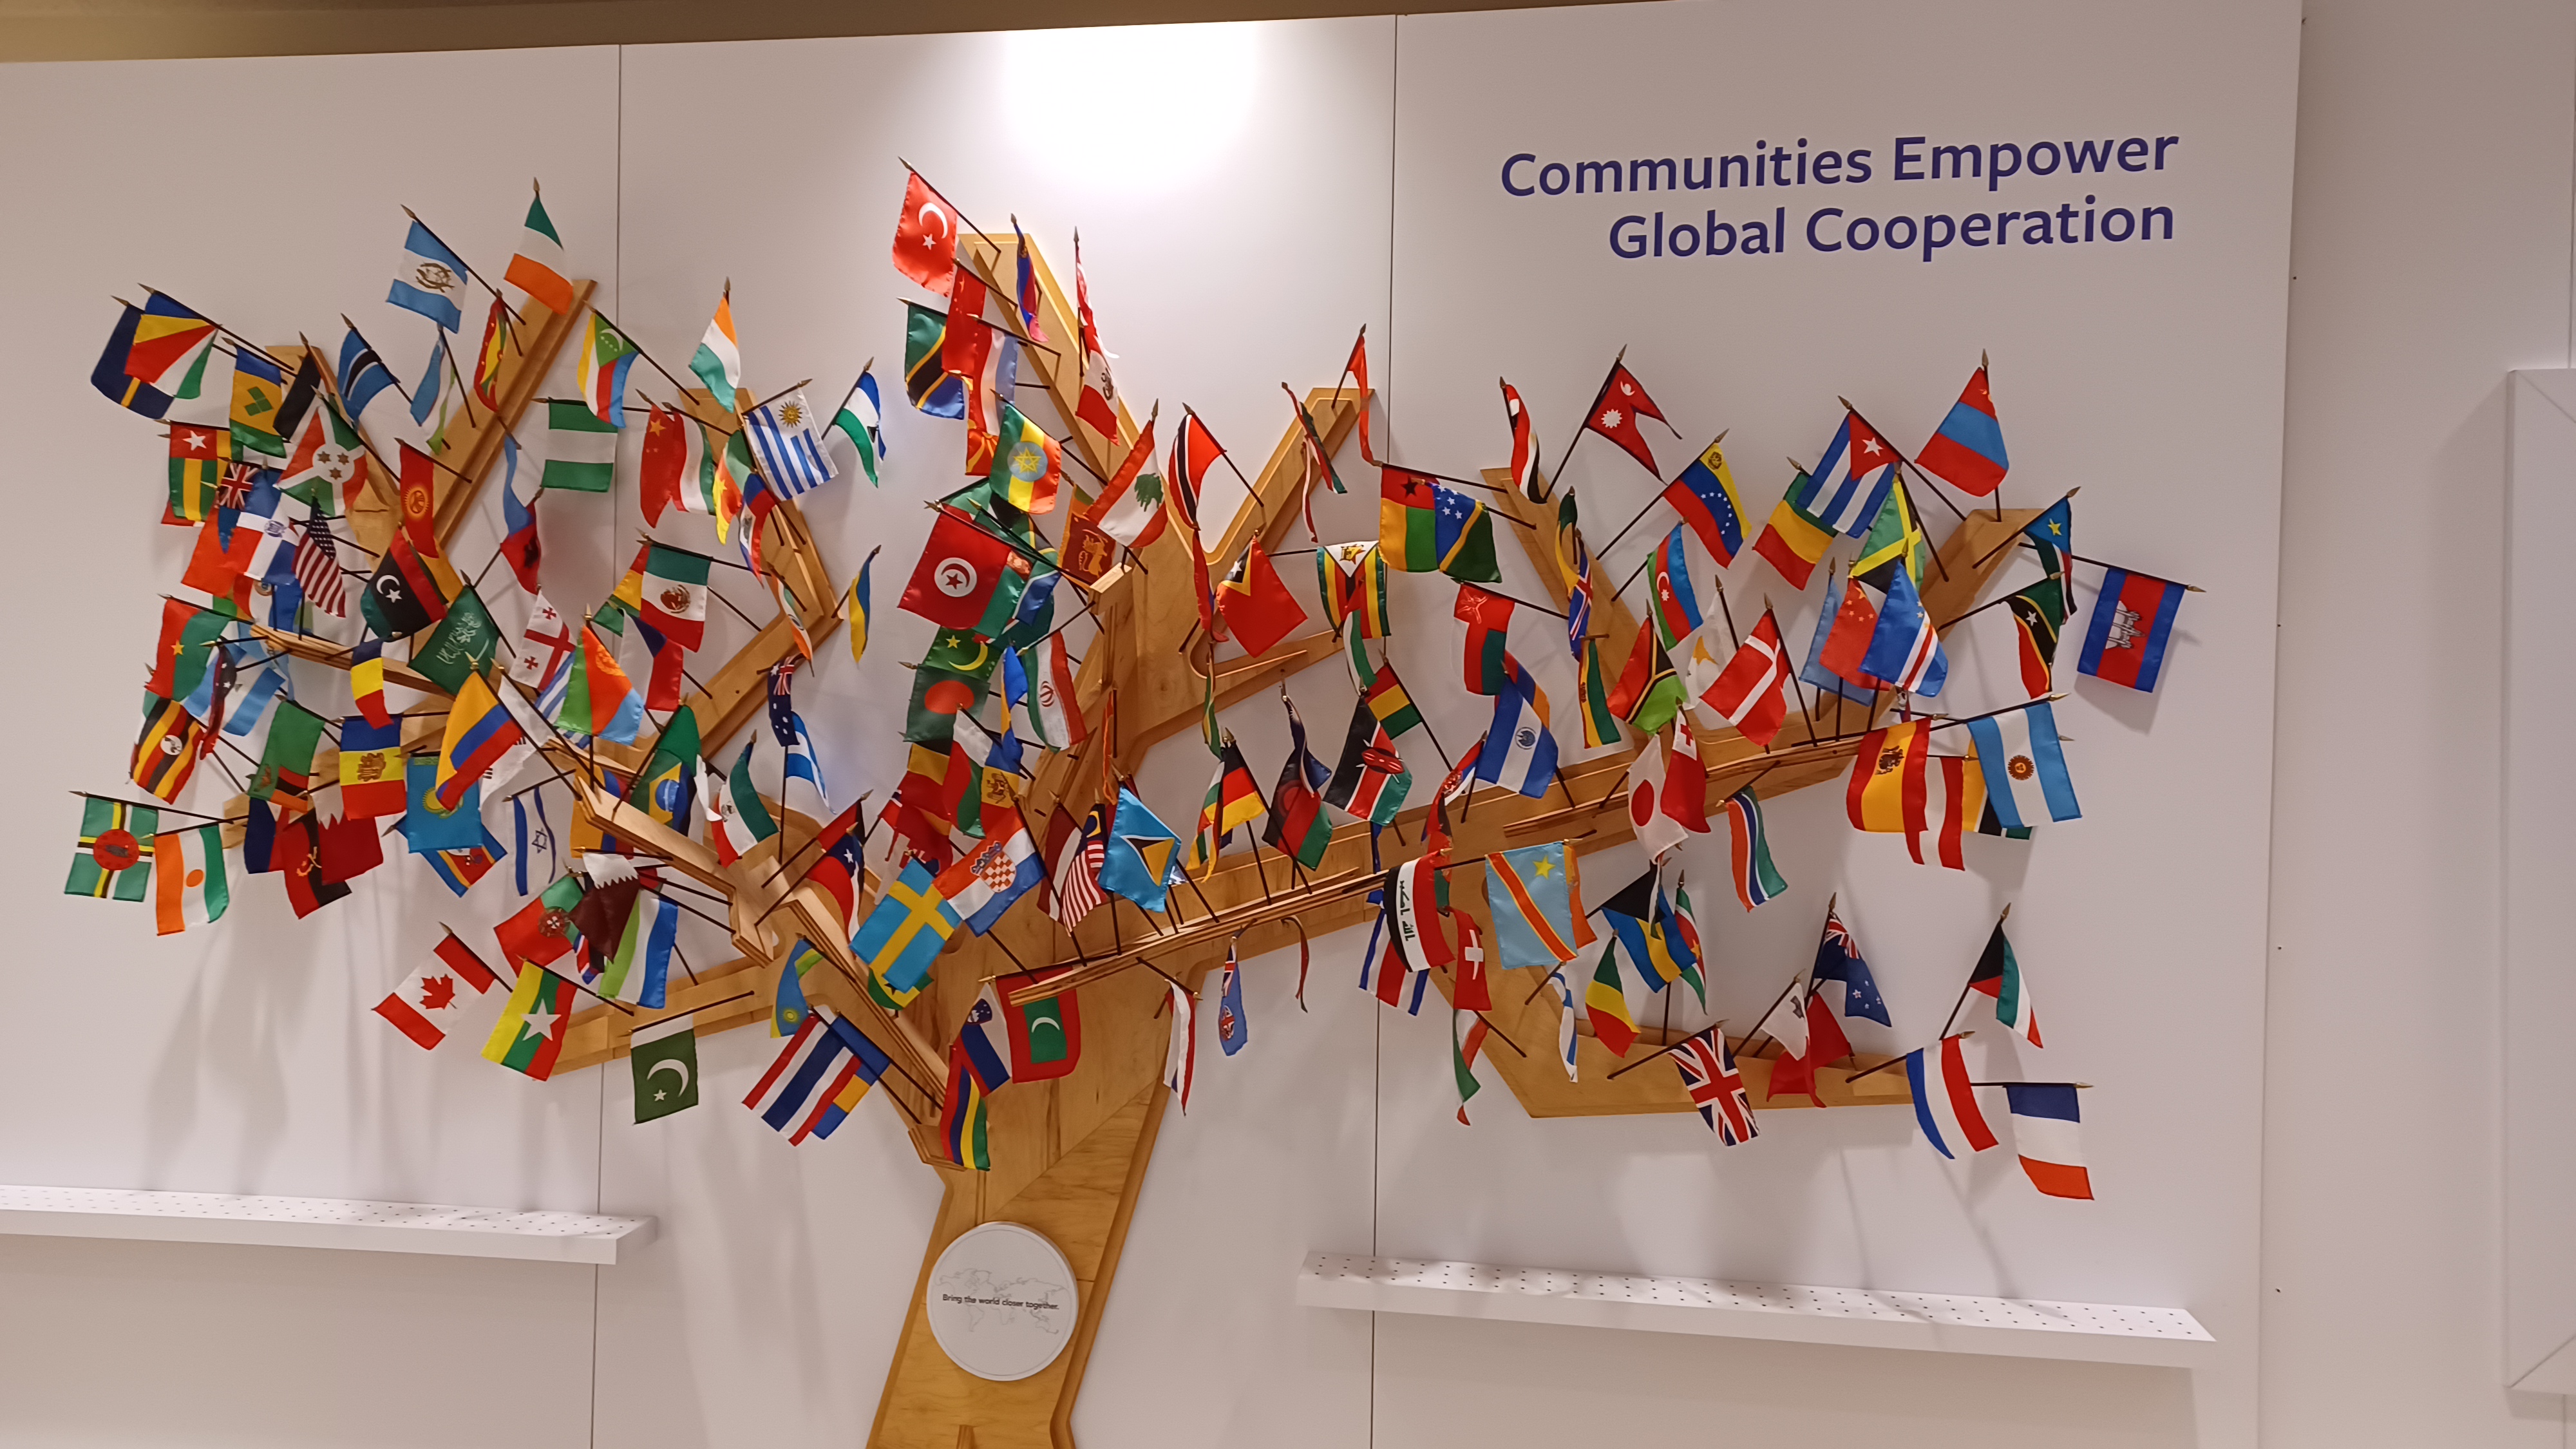 Communities Empower
Global Cooperation
Bring the world closer together.